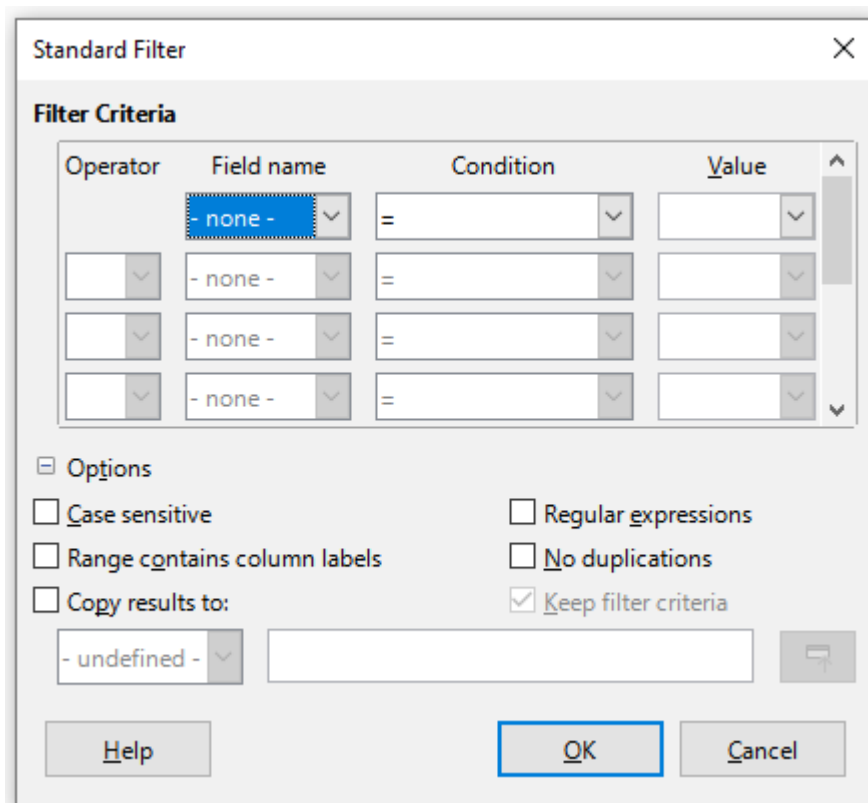 Standard Filter
Filter Criteria
Operator Field name Condition Value
- none - =
- none - =
- none - =
- none - =
Options
Case sensitive Regular expressions
Range contains column labels No duplications
Copy results to: Keep filter criteria
- undefined -
Help OK Cancel